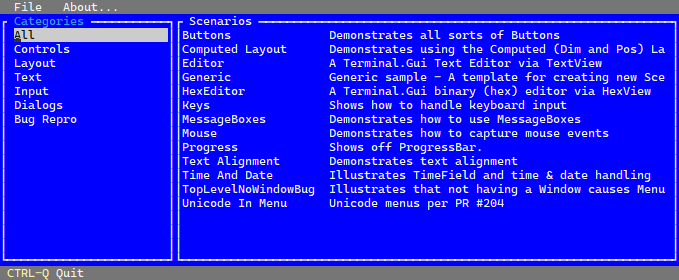 File About...
Categories
All
Controls
Layout
Text
Input
Dialogs
Bug Repro
Scenarios
Buttons Demonstrates all sorts of Buttons
Computed Layout Demonstrates using the Computed (Dim and Pos) La
Editor A Terminal.Gui Text Editor via TextView
Generic Generic sample - A template for creating new Sce
HexEditor A Terminal.Gui binary (hex) editor via HexView
Keys Shows how to handle keyboard input
MessageBoxes Demonstrates how to use MessageBoxes
Mouse Demonstrates how to capture mouse events
Progress Shows off ProgressBar.
Text Alignment Demonstrates text alignment
Time And Date Illustrates TimeField and time & date handling
TopLevelNoWindowBug Illustrates that not having a Window causes Menu
Unicode In Menu Unicode menus per PR #204
CTRL-Q Quit